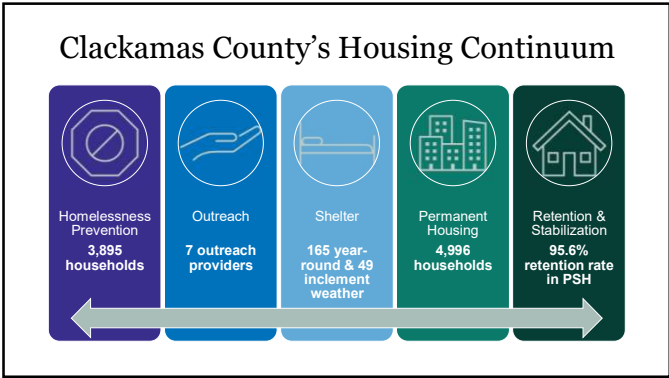 Clackamas County’s Housing Continuum
Homelessness
Prevention
3,895
households
Outreach
7 outreach
providers
Shelter
165 year-
round & 49
inclement
weather
Permanent
Housing
4,996
households
Retention &
Stabilization
95.6%
retention rate
in PSH